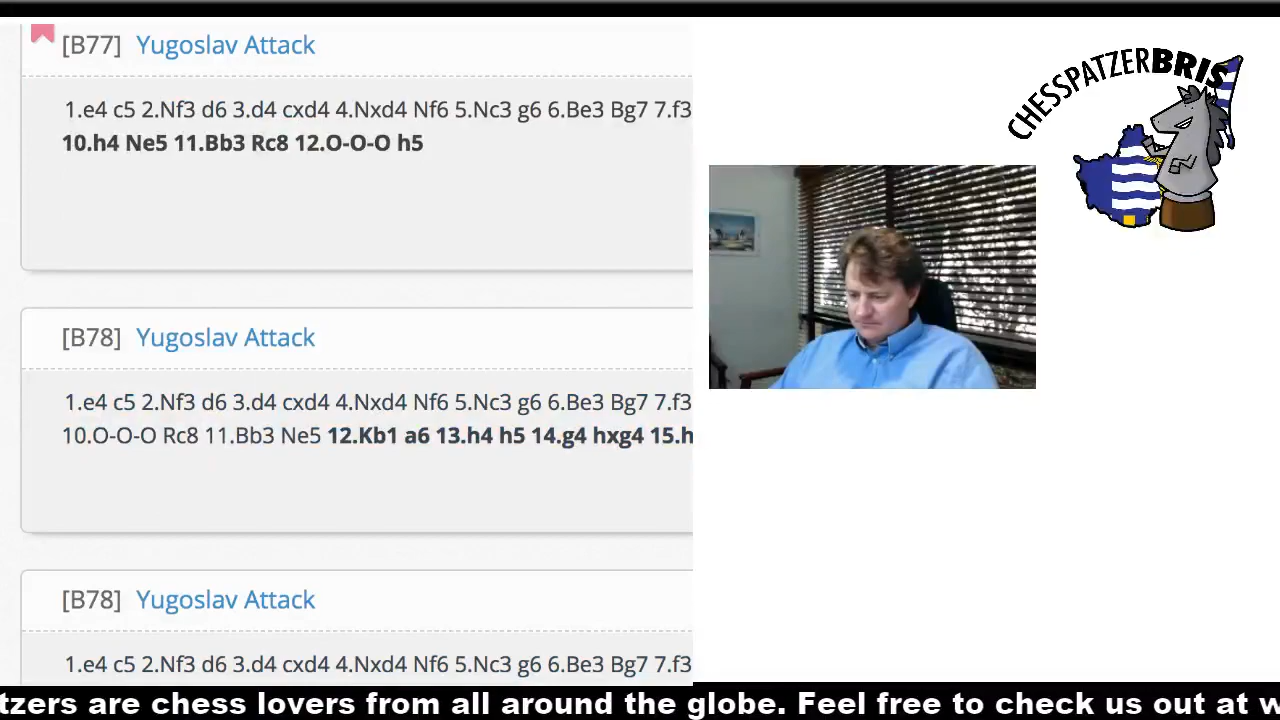 [B77] Yugoslav Attack
1.e4 c5 2.Nf3 d6 3.d4 cxd4 4.Nxd4 Nf6 5.Nc3 g6 6.Be3 Bg7 7.f3
10.h4 Ne5 11.Bb3 Rc8 12.O-O-O h5
CHESSPATZERBRIS
[B78] Yugoslav Attack
1.e4 c5 2.Nf3 d6 3.d4 cxd4 4.Nxd4 Nf6 5.Nc3 g6 6.Be3 Bg7 7.f3
10.O-O-O Rc8 11.Bb3 Ne5 12.Kb1 a6 13.h4 h5 14.g4 hxg4 15.h
[B78] Yugoslav Attack
1.e4 c5 2.Nf3 d6 3.d4 cxd4 4.Nxd4 Nf6 5.Nc3 g6 6.Be3 Bg7 7.f3
tzers are chess lovers from all around the globe. Feel free to check us out at w